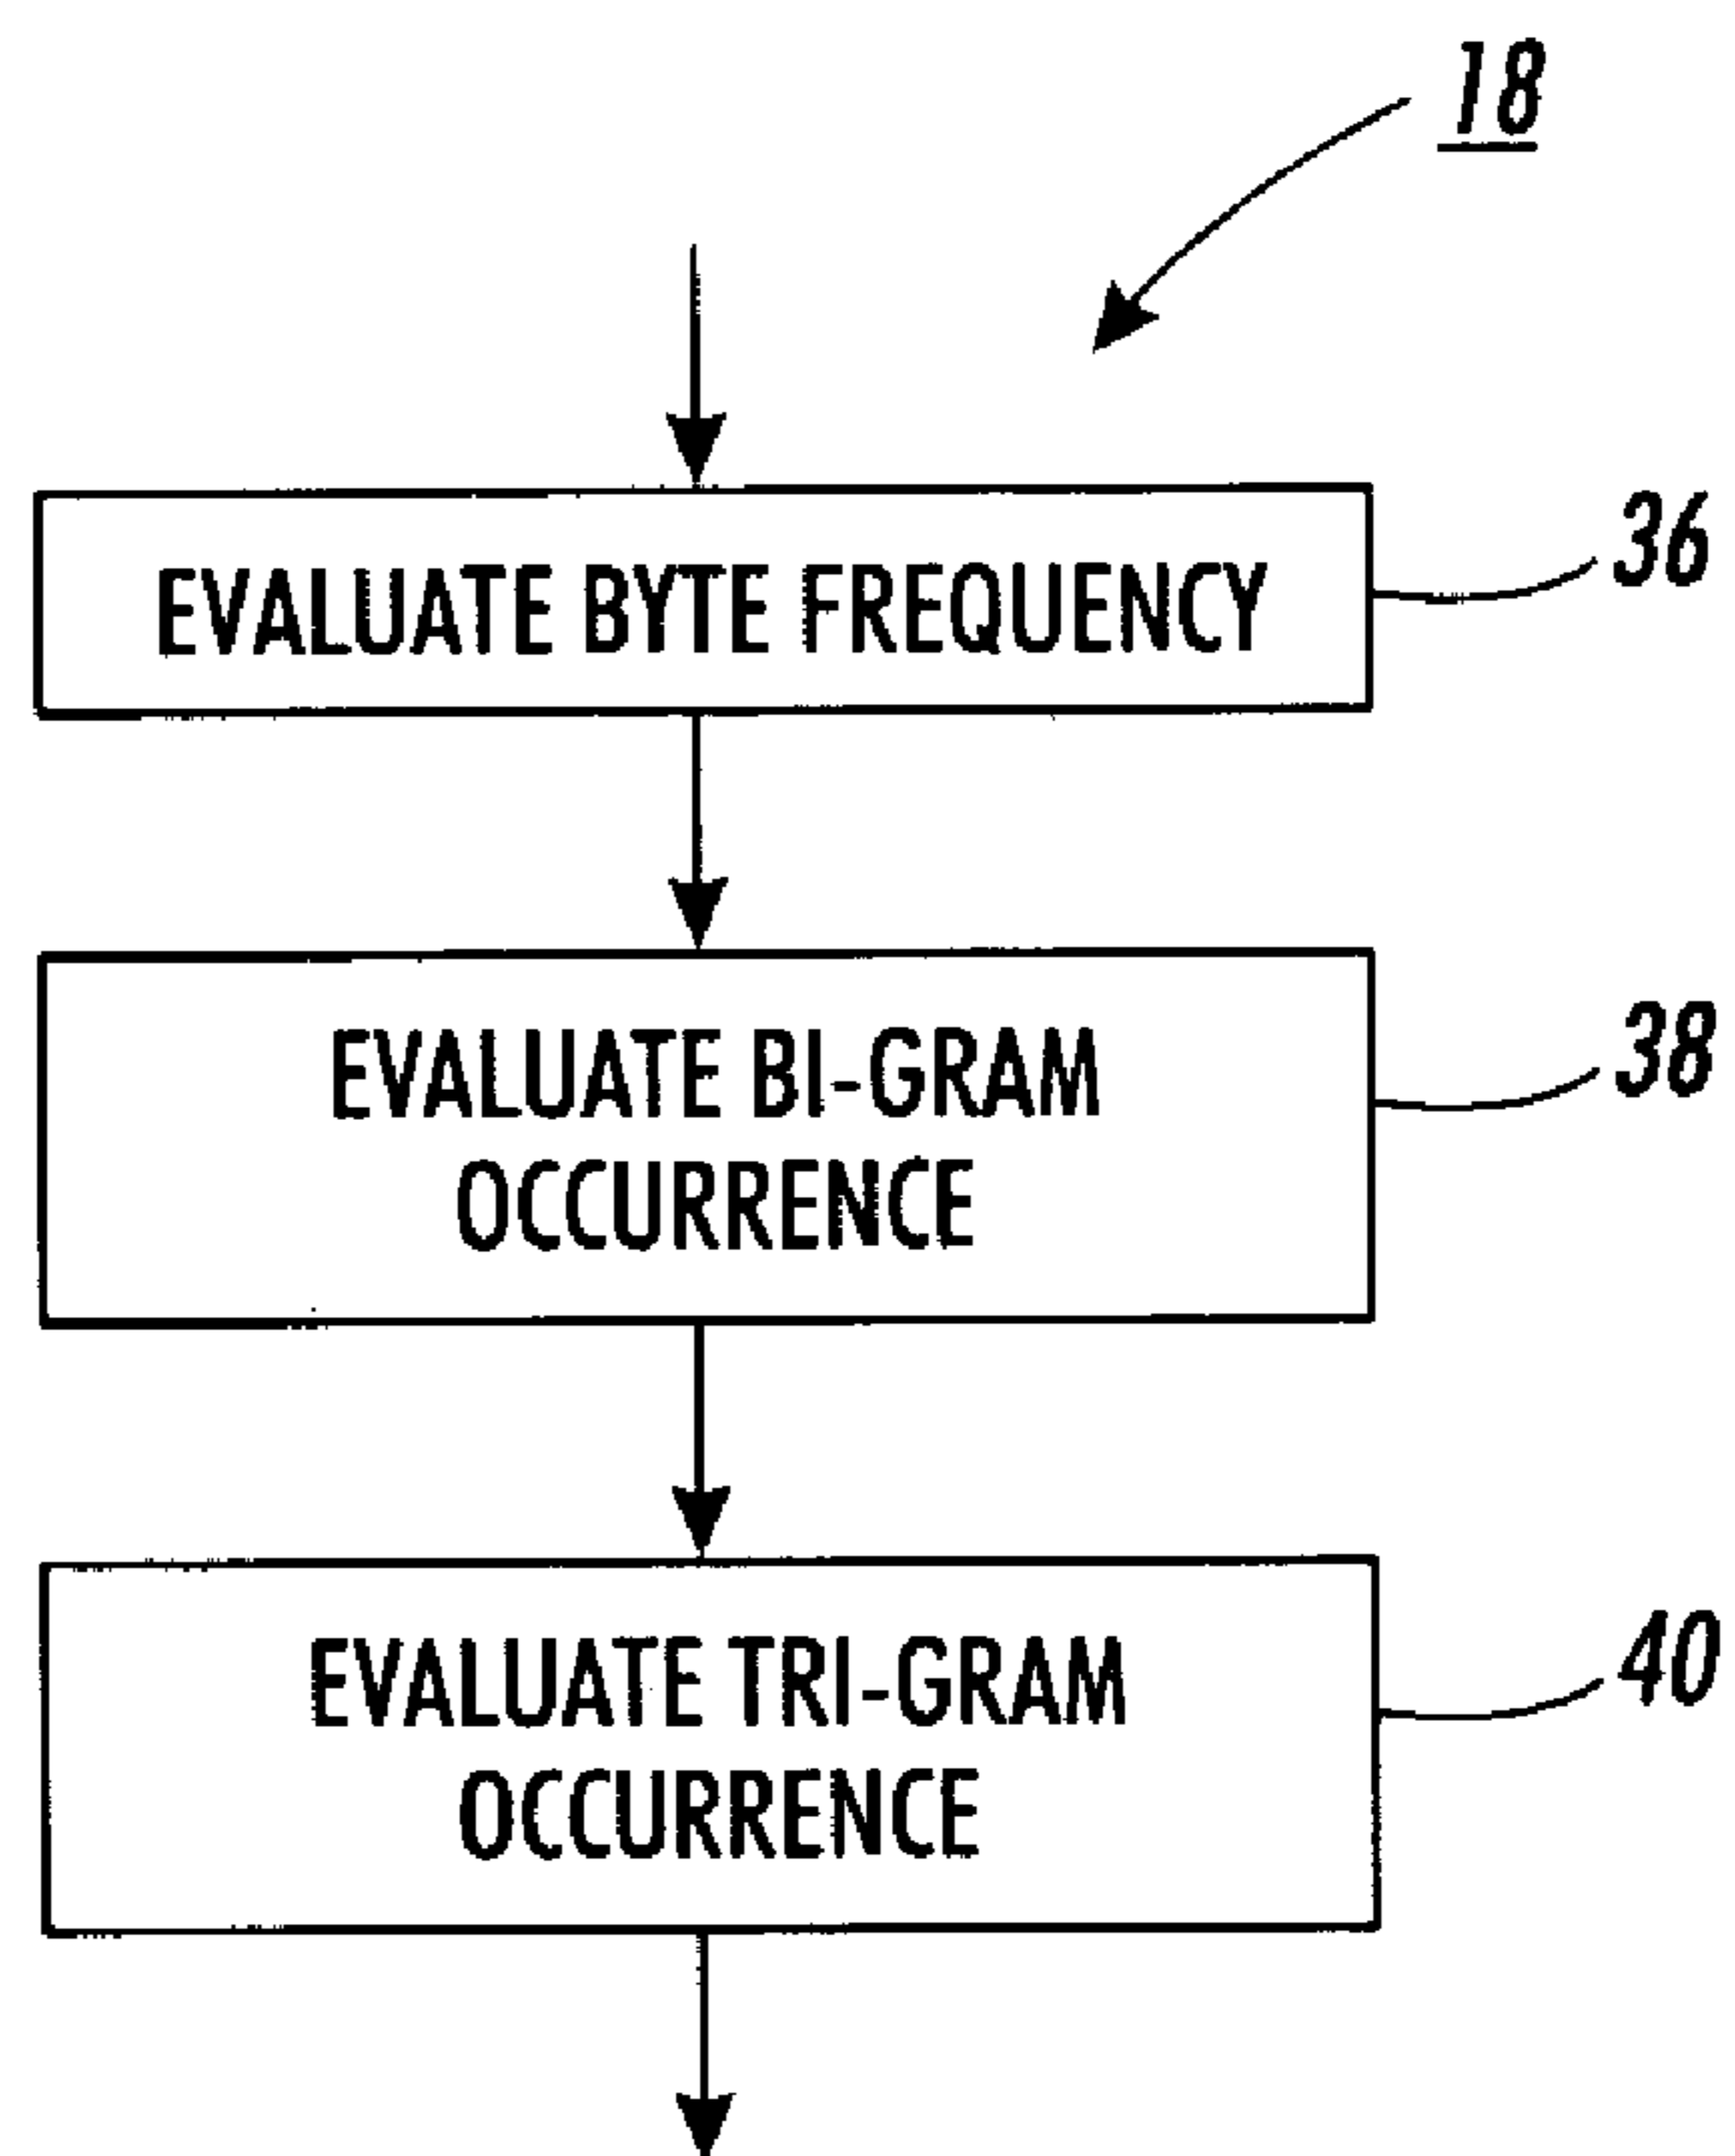 18
EVALUATE BYTE FREQUENCY
36
EVALUATE BI-GRAM
OCCURRENCE
38
EVALUATE TRI-GRAM
OCCURRENCE
40